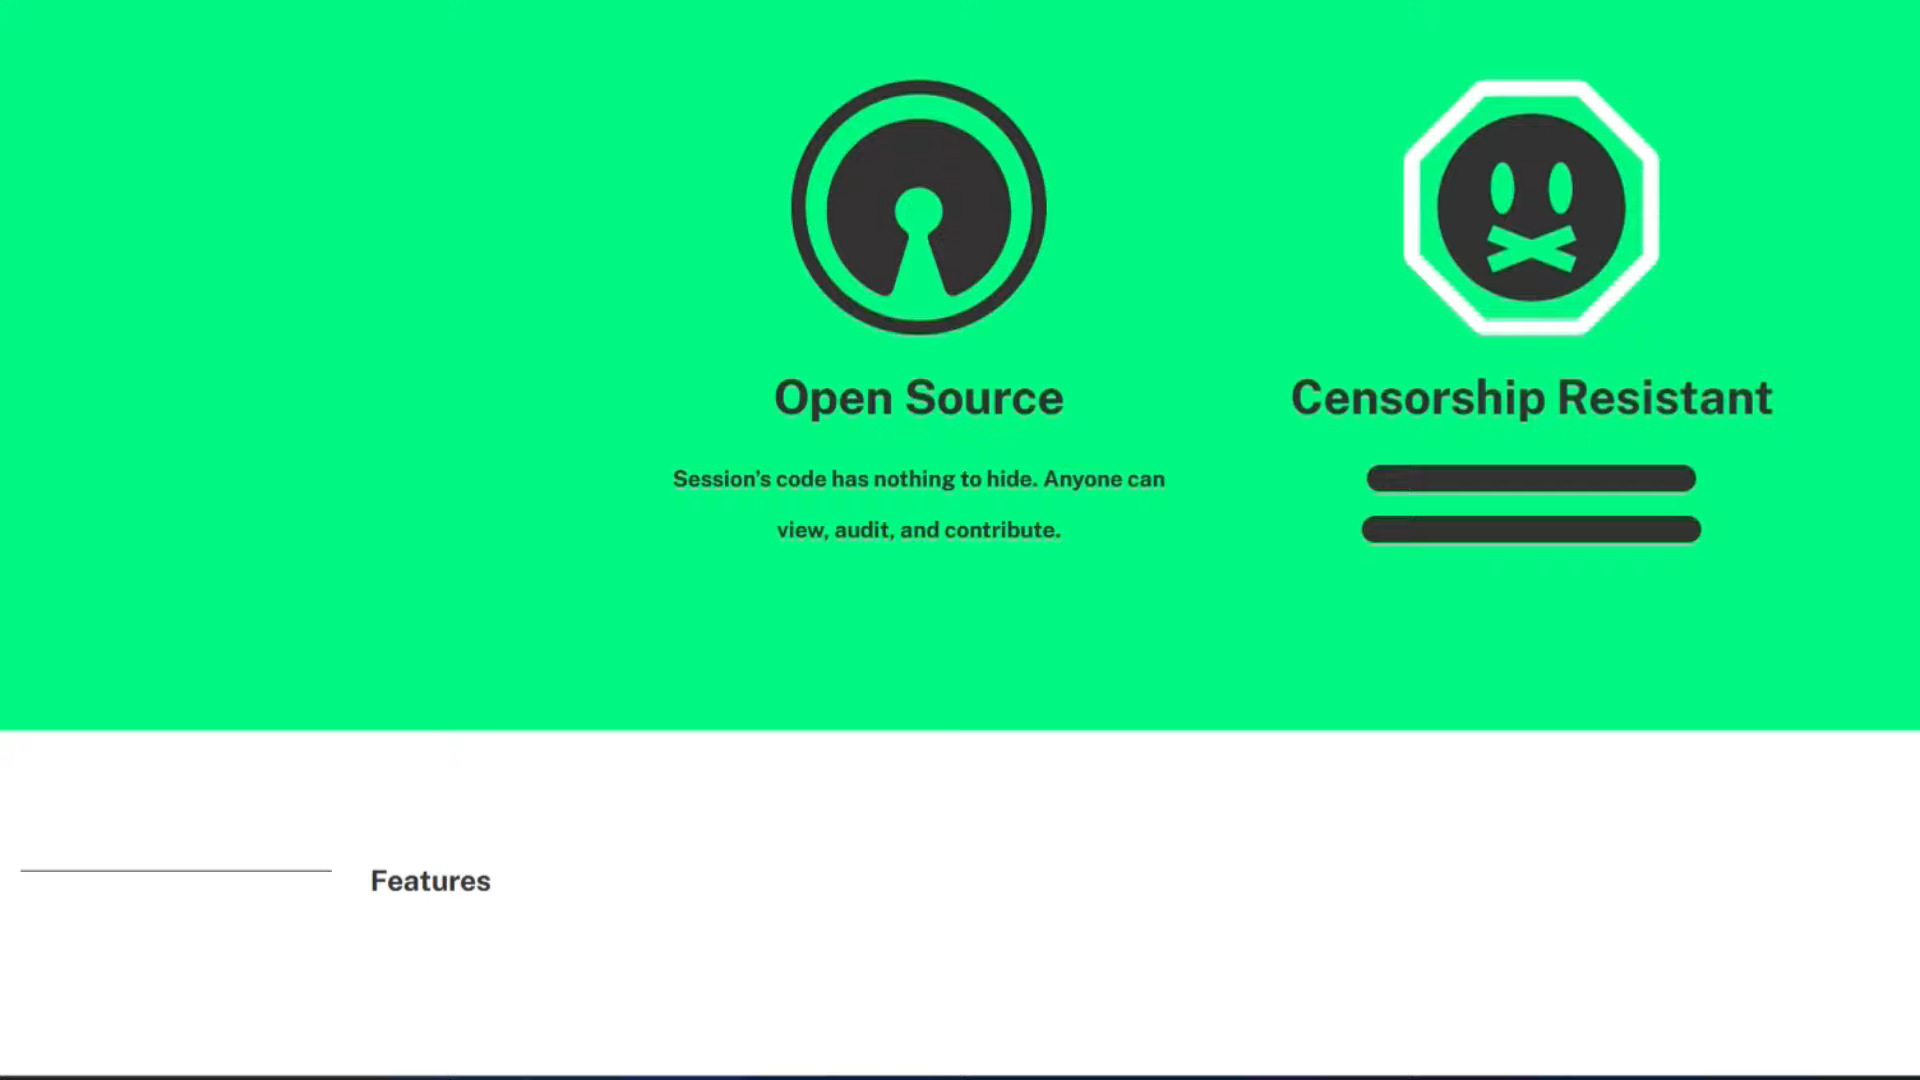 Open Source
Session's code has nothing to hide. Anyone can
view, audit, and contribute.
Censorship Resistant
Features